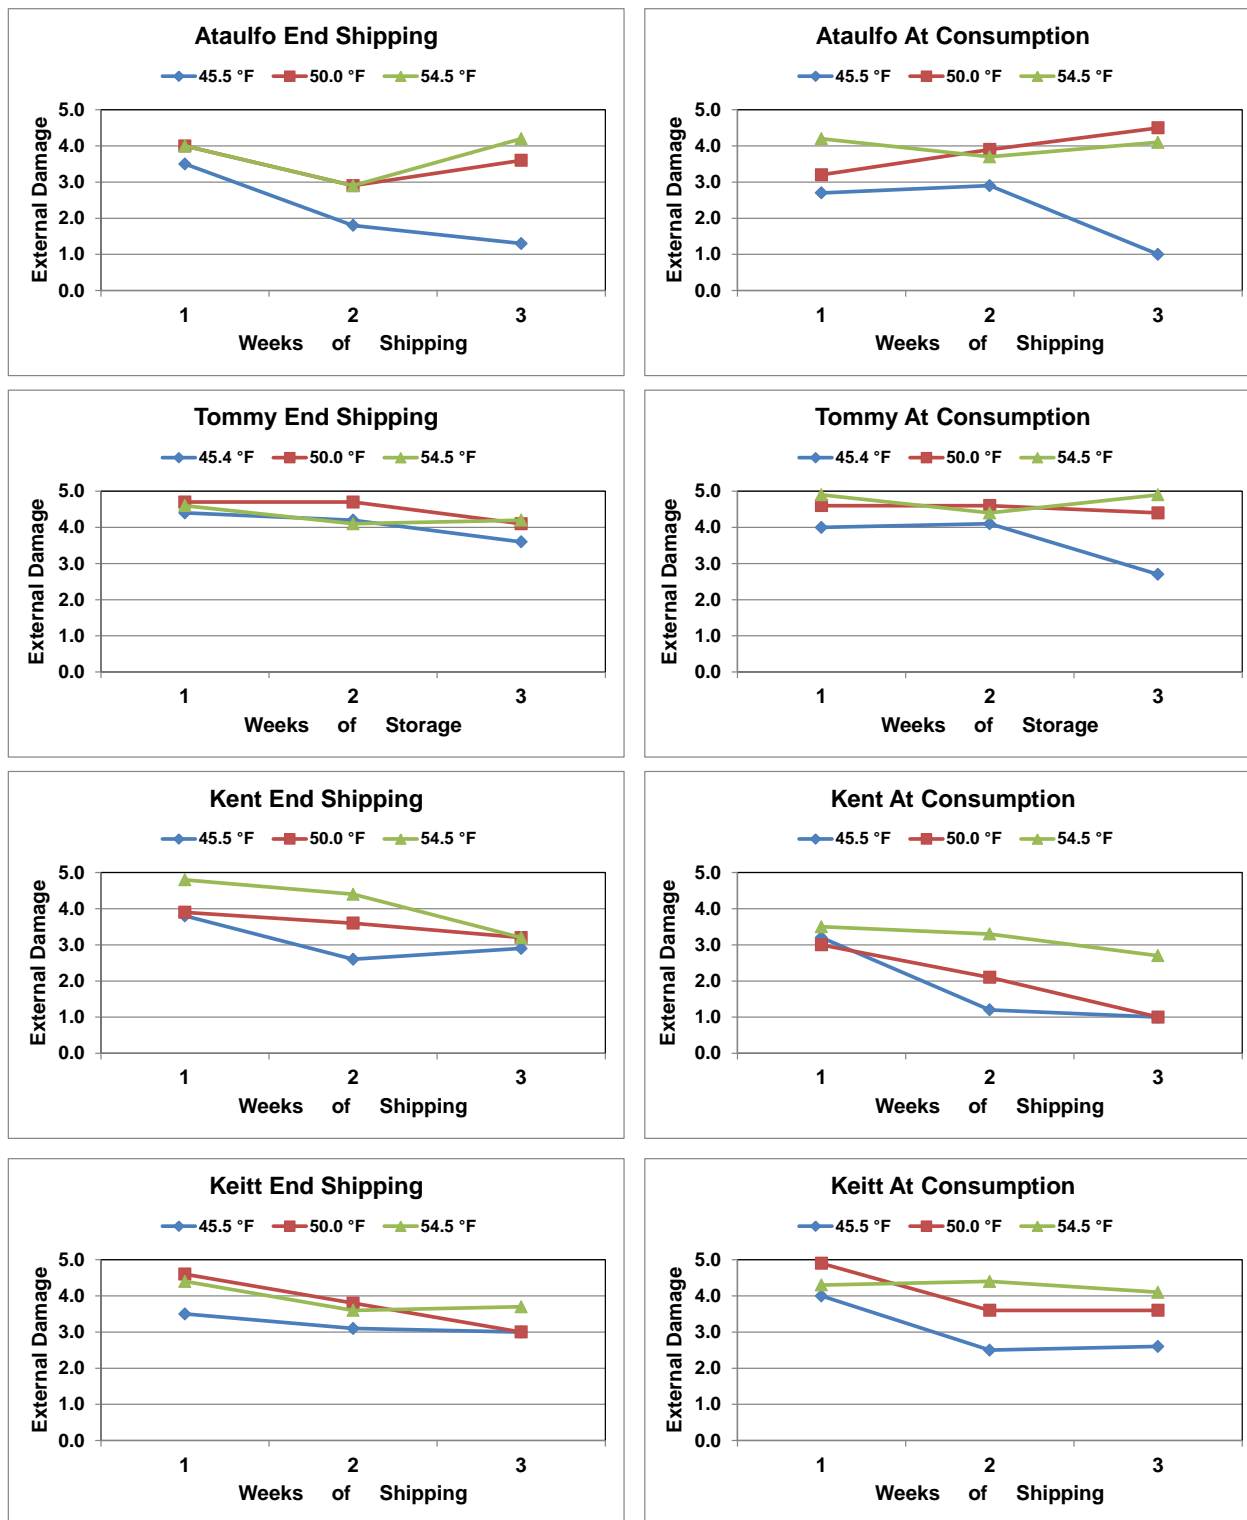 Ataulfo End Shipping
45.5 °F 50.0 °F 54.5 °F
External Damage
5.0
4.0
3.0
2.0
1.0
0.0
1 2 3
Weeks of Shipping
Ataulfo At Consumption
45.5 °F 50.0 °F 54.5 °F
External Damage
5.0
4.0
3.0
2.0
1.0
0.0
1 2 3
Weeks of Shipping
Tommy End Shipping
45.4 °F 50.0 °F 54.5 °F
External Damage
5.0
4.0
3.0
2.0
1.0
0.0
1 2 3
Weeks of Storage
Tommy At Consumption
45.4 °F 50.0 °F 54.5 °F
External Damage
5.0
4.0
3.0
2.0
1.0
0.0
1 2 3
Weeks of Storage
Kent End Shipping
45.5 °F 50.0 °F 54.5 °F
External Damage
5.0
4.0
3.0
2.0
1.0
0.0
1 2 3
Weeks of Shipping
Kent At Consumption
45.5 °F 50.0 °F 54.5 °F
External Damage
5.0
4.0
3.0
2.0
1.0
0.0
1 2 3
Weeks of Shipping
Keitt End Shipping
45.5 °F 50.0 °F 54.5 °F
External Damage
5.0
4.0
3.0
2.0
1.0
0.0
1 2 3
Weeks of Shipping
Keitt At Consumption
45.5 °F 50.0 °F 54.5 °F
External Damage
5.0
4.0
3.0
2.0
1.0
0.0
1 2 3
Weeks of Shipping